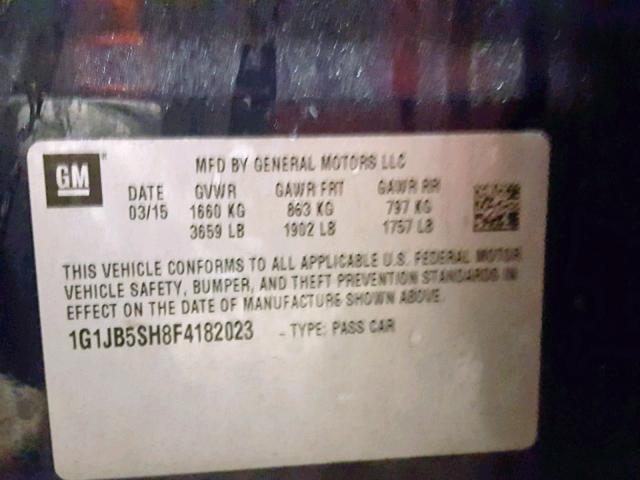 GM
MFD BY GENERAL MOTORS LLC
DATE GVWR GAWR FRT GAWR RR
03/15 1660 KG 863 KG 797 KG
3659 LB 1902 LB 1757 LB
THIS VEHICLE CONFORMS TO ALL APPLICABLE U.S. FEDERAL MOTOR
VEHICLE SAFETY, BUMPER, AND THEFT PREVENTION STANDARDS IN
EFFECT ON THE DATE OF MANUFACTURE SHOWN ABOVE.
1G1JB5SH8F4182023 - TYPE: PASS CAR